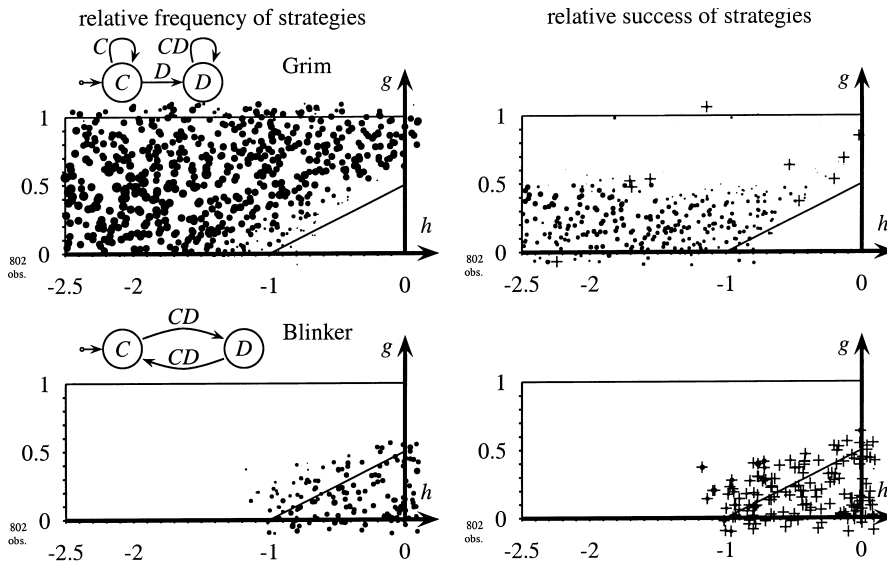 relative frequency of strategies
relative success of strategies
C CD
C D D
Grim
g
g
1
1
0.5
0.5
h
h
0
0
802
obs.
802
obs.
-2.5 -2 -1 0
-2.5 -2 -1 0
CD
C D
CD
Blinker
g
g
1
1
0.5
0.5
h
h
0
0
802
obs.
802
obs.
-2.5 -2 -1 0
-2.5 -2 -1 0